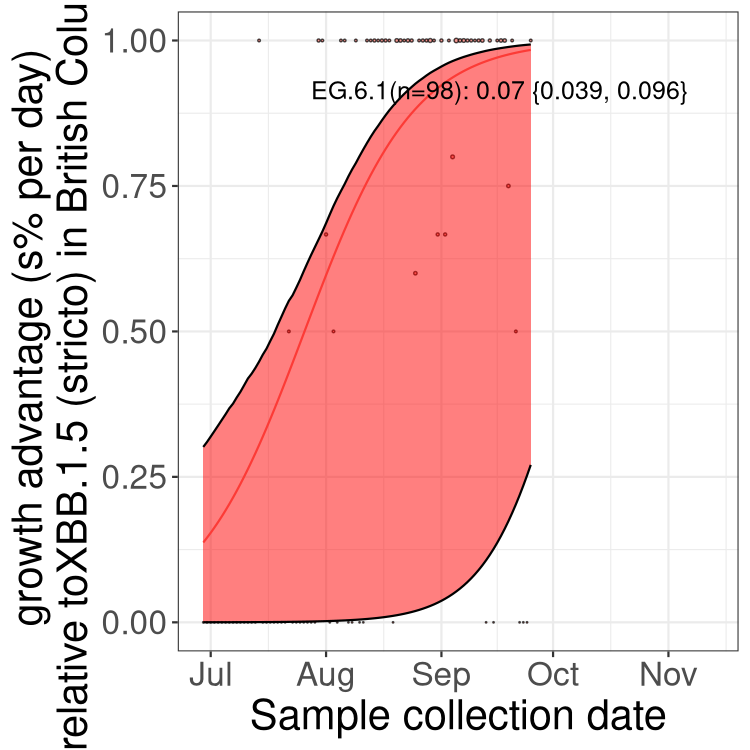 growth advantage (s% per day)
relative toXBB.1.5 (stricto) in British Colu
1.00
0.75
0.50
0.25
0.00
EG.6.1(n=98): 0.07 {0.039, 0.096}
Jul Aug Sep Oct Nov
Sample collection date